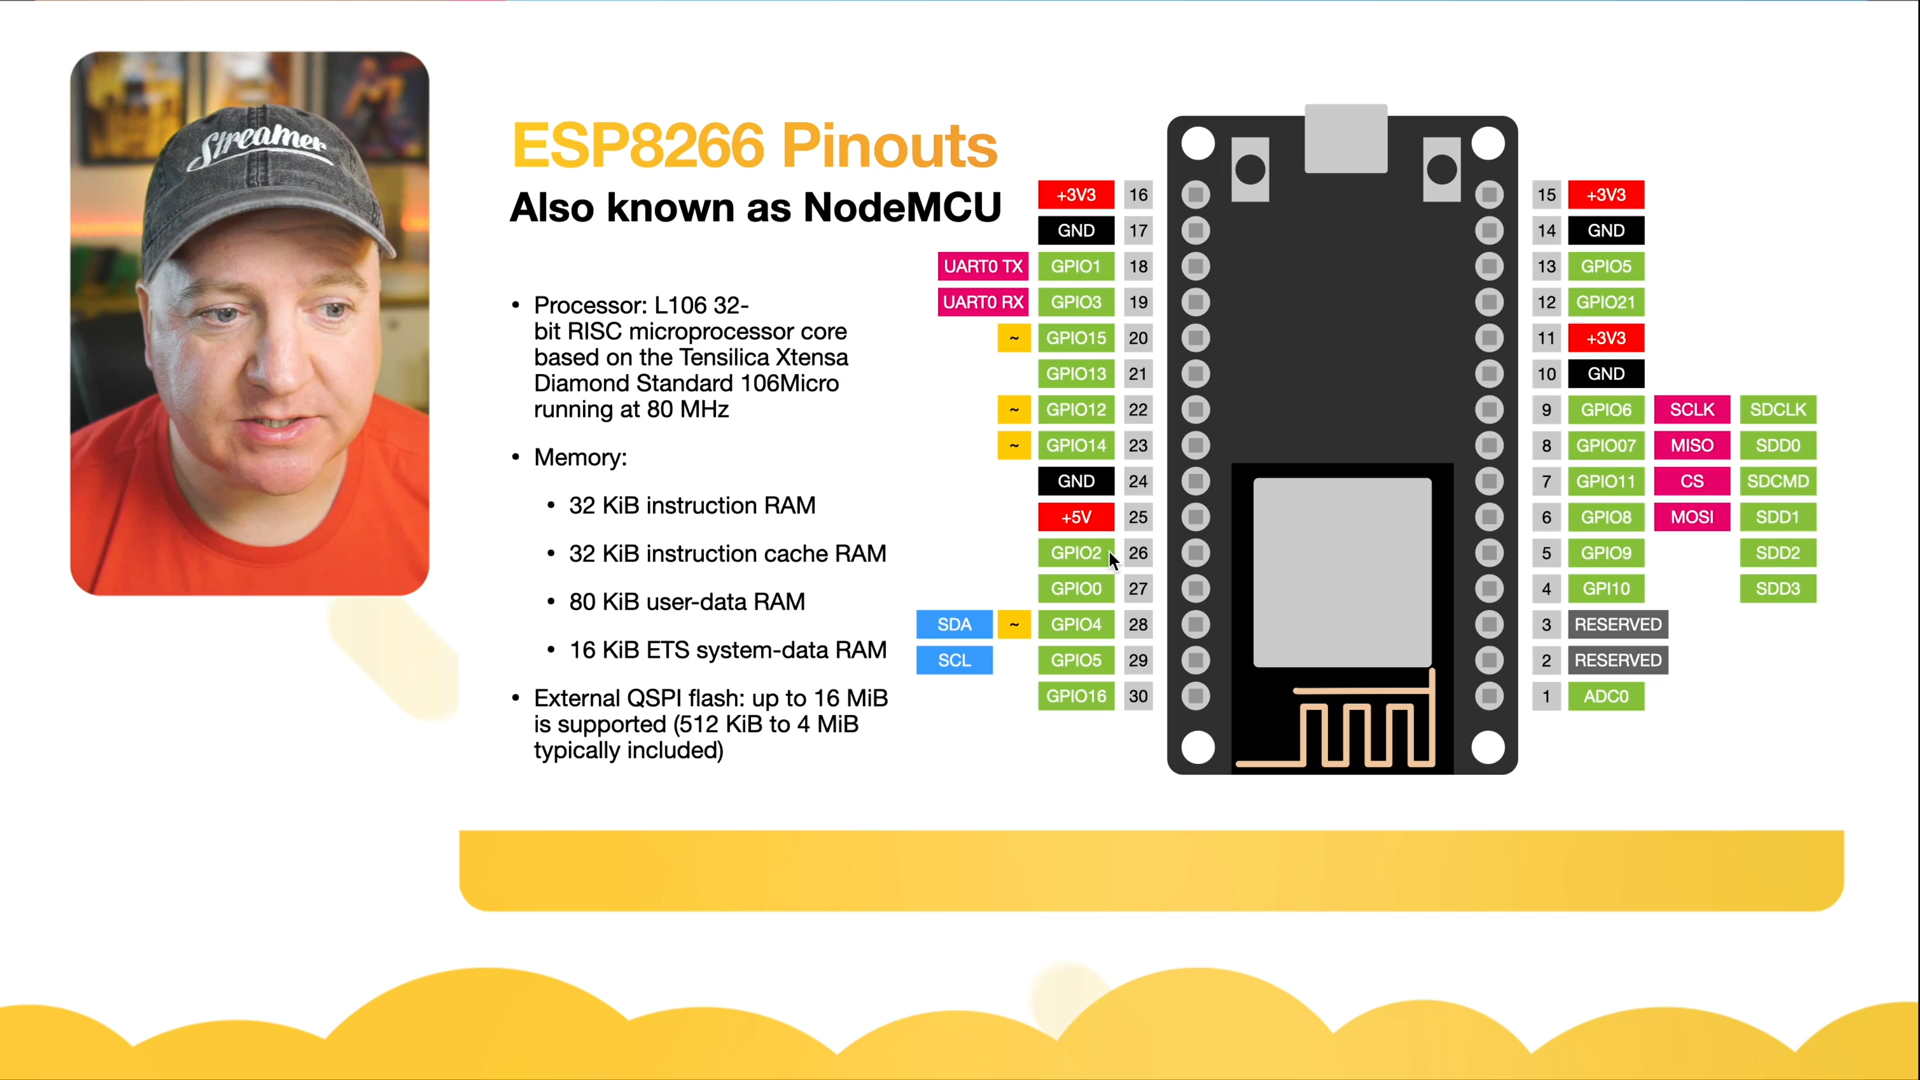 Streamer
ESP8266 Pinouts
Also known as NodeMCU
• Processor: L106 32-
bit RISC microprocessor core
based on the Tensilica Xtensa
Diamond Standard 106Micro
running at 80 MHz
• Memory:
• 32 KiB instruction RAM
• 32 KiB instruction cache RAM
• 80 KiB user-data RAM
• 16 KiB ETS system-data RAM
• External QSPI flash: up to 16 MiB
is supported (512 KiB to 4 MiB
typically included)
+3V3 16
GND 17
UART0 TX GPIO1 18
UART0 RX GPIO3 19
~ GPIO15 20
GPIO13 21
~ GPIO12 22
~ GPIO14 23
GND 24
+5V 25
GPIO2 26
GPIO0 27
SDA ~ GPIO4 28
SCL GPIO5 29
GPIO16 30
15 +3V3
14 GND
13 GPIO5
12 GPIO21
11 +3V3
10 GND
9 GPIO6 SCLK SDCLK
8 GPIO07 MISO SDD0
7 GPIO11 CS SDCMD
6 GPIO8 MOSI SDD1
5 GPIO9 SDD2
4 GPI10 SDD3
3 RESERVED
2 RESERVED
1 ADC0